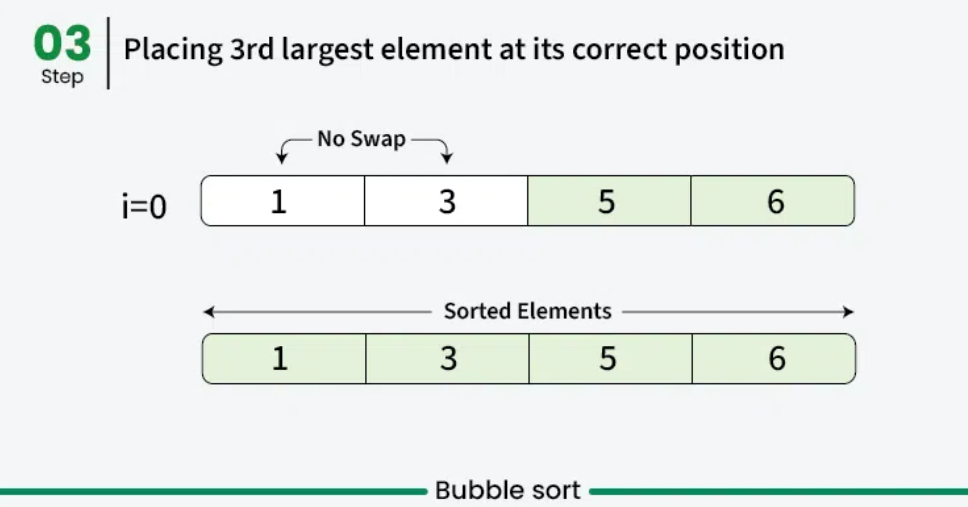 03
Step
Placing 3rd largest element at its correct position
No Swap
i=0
1 3 5 6
Sorted Elements
1 3 5 6
Bubble sort